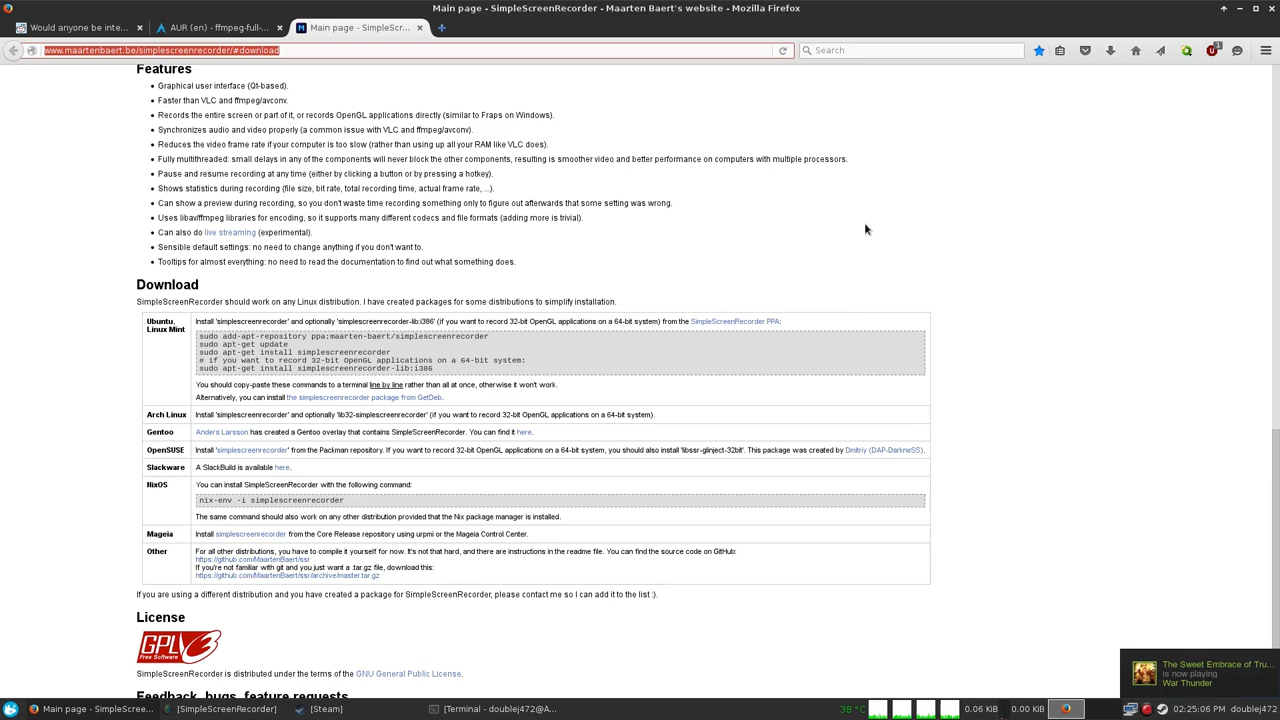 Main page - SimpleScreenRecorder - Maarten Baert's website - Mozilla Firefox
Would anyone be inte...
AUR (en) - ffmpeg-full-...
Main page - SimpleScr...
www.maartenbaert.be/simplescreenrecorder/#download
Search
1
Features
Graphical user interface (Qt-based).
Faster than VLC and ffmpeg/avconv.
Records the entire screen or part of it, or records OpenGL applications directly (similar to Fraps on Windows).
Synchronizes audio and video properly (a common issue with VLC and ffmpeg/avconv).
Reduces the video frame rate if your computer is too slow (rather than using up all your RAM like VLC does).
Fully multithreaded: small delays in any of the components will never block the other components, resulting is smoother video and better performance on computers with multiple processors.
Pause and resume recording at any time (either by clicking a button or by pressing a hotkey).
Shows statistics during recording (file size, bit rate, total recording time, actual frame rate, ...).
Can show a preview during recording, so you don't waste time recording something only to figure out afterwards that some setting was wrong.
Uses libav/ffmpeg libraries for encoding, so it supports many different codecs and file formats (adding more is trivial).
Can also do live streaming (experimental).
Sensible default settings: no need to change anything if you don't want to.
Tooltips for almost everything: no need to read the documentation to find out what something does.
Download
SimpleScreenRecorder should work on any Linux distribution. I have created packages for some distributions to simplify installation.
Ubuntu,
Linux Mint
Install 'simplescreenrecorder' and optionally 'simplescreenrecorder-lib:i386' (if you want to record 32-bit OpenGL applications on a 64-bit system) from the SimpleScreenRecorder PPA:
sudo add-apt-repository ppa:maarten-baert/simplescreenrecorder
sudo apt-get update
sudo apt-get install simplescreenrecorder
# if you want to record 32-bit OpenGL applications on a 64-bit system:
sudo apt-get install simplescreenrecorder-lib:i386
You should copy-paste these commands to a terminal line by line rather than all at once, otherwise it won't work.
Alternatively, you can install the simplescreenrecorder package from GetDeb.
Arch Linux
Install 'simplescreenrecorder' and optionally 'lib32-simplescreenrecorder' (if you want to record 32-bit OpenGL applications on a 64-bit system).
Gentoo
Anders Larsson has created a Gentoo overlay that contains SimpleScreenRecorder. You can find it here.
OpenSUSE
Install 'simplescreenrecorder' from the Packman repository. If you want to record 32-bit OpenGL applications on a 64-bit system, you should also install 'libssr-glinject-32bit'. This package was created by Dmitriy (DAP-DarkneSS).
Slackware
A SlackBuild is available here.
NixOS
You can install SimpleScreenRecorder with the following command:
nix-env -i simplescreenrecorder
The same command should also work on any other distribution provided that the Nix package manager is installed.
Mageia
Install simplescreenrecorder from the Core Release repository using urpmi or the Mageia Control Center.
Other
For all other distributions, you have to compile it yourself for now. It's not that hard, and there are instructions in the readme file. You can find the source code on GitHub:
https://github.com/MaartenBaert/ssr
If you're not familiar with git and you just want a .tar.gz file, download this:
https://github.com/MaartenBaert/ssr/archive/master.tar.gz
If you are using a different distribution and you have created a package for SimpleScreenRecorder, please contact me so I can add it to the list :).
License
GPLv3
Free Software
SimpleScreenRecorder is distributed under the terms of the GNU General Public License.
Feedback, bugs, feature requests
The Sweet Embrace of Tru...
is now playing
War Thunder
Main page - SimpleScree...
[SimpleScreenRecorder]
[Steam]
[Terminal - doublej472@A...
38 °C
0.06 KiB
0.00 KiB
02:25:06 PM
doublej472